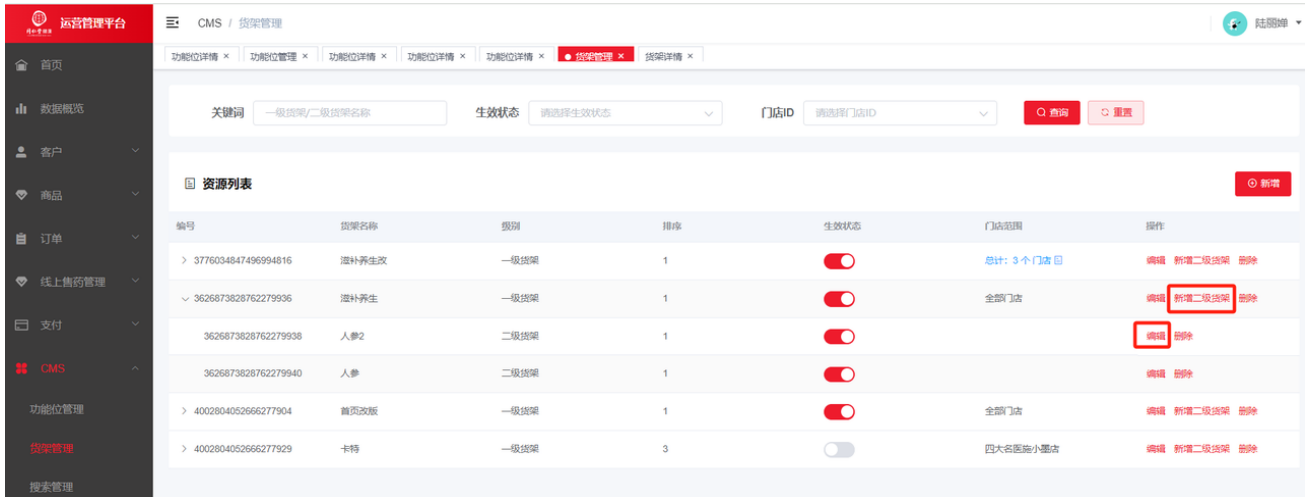 运营管理平台
CMS / 货架管理
陆丽婵
功能位详情 × 功能位管理 × 功能位详情 × 功能位详情 × 功能位详情 × 货架管理 × 货架详情 ×
首页
数据概览
客户
商品
订单
线上售药管理
支付
CMS
功能位管理
货架管理
搜索管理
关键词 一级货架/二级货架名称 生效状态 请选择生效状态 门店ID 请选择门店ID 查询 重置
资源列表 新增
编号 货架名称 级别 排序 生效状态 门店范围 操作
3776034847496994816 滋补养生改 一级货架 1 总计：3 个 门店 编辑 新增二级货架 删除
3626873828762279936 滋补养生 一级货架 1 全部门店 编辑 新增二级货架 删除
3626873828762279938 人参2 二级货架 1 编辑 删除
3626873828762279940 人参 二级货架 1 编辑 删除
4002804052666277904 首页改版 一级货架 1 全部门店 编辑 新增二级货架 删除
4002804052666277929 卡特 一级货架 3 四大名医施小墨店 编辑 新增二级货架 删除